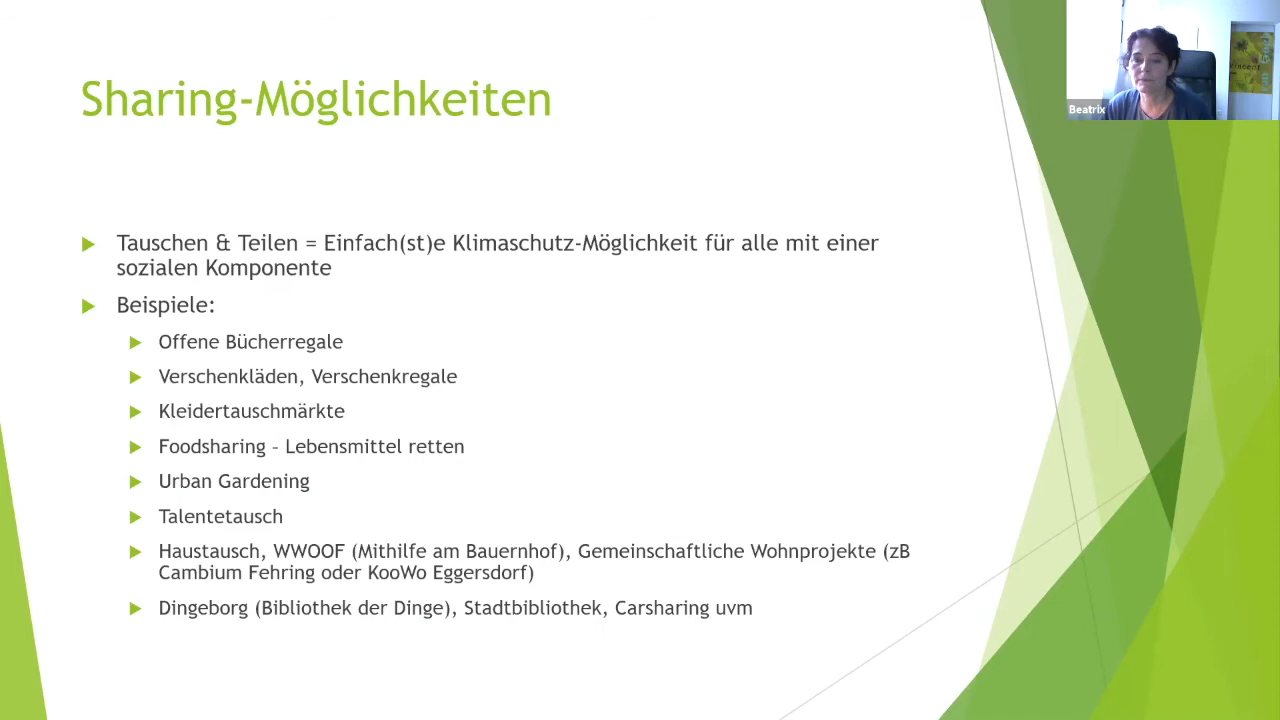 Sharing-Möglichkeiten
Beatrix
Tauschen & Teilen = Einfach(st)e Klimaschutz-Möglichkeit für alle mit einer
sozialen Komponente
Beispiele:
Offene Bücherregale
Verschenkläden, Verschenkregale
Kleidertauschmärkte
Foodsharing – Lebensmittel retten
Urban Gardening
Talentetausch
Haustausch, WWOOF (Mithilfe am Bauernhof), Gemeinschaftliche Wohnprojekte (zB
Cambium Fehring oder KooWo Eggersdorf)
Dingeborg (Bibliothek der Dinge), Stadtbibliothek, Carsharing uvm